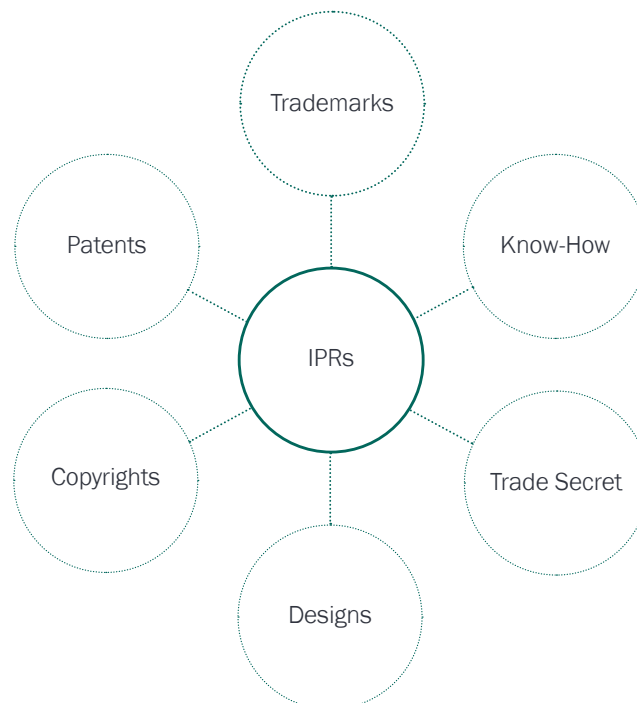 Trademarks
Patents
Know-How
IPRs
Copyrights
Trade Secret
Designs